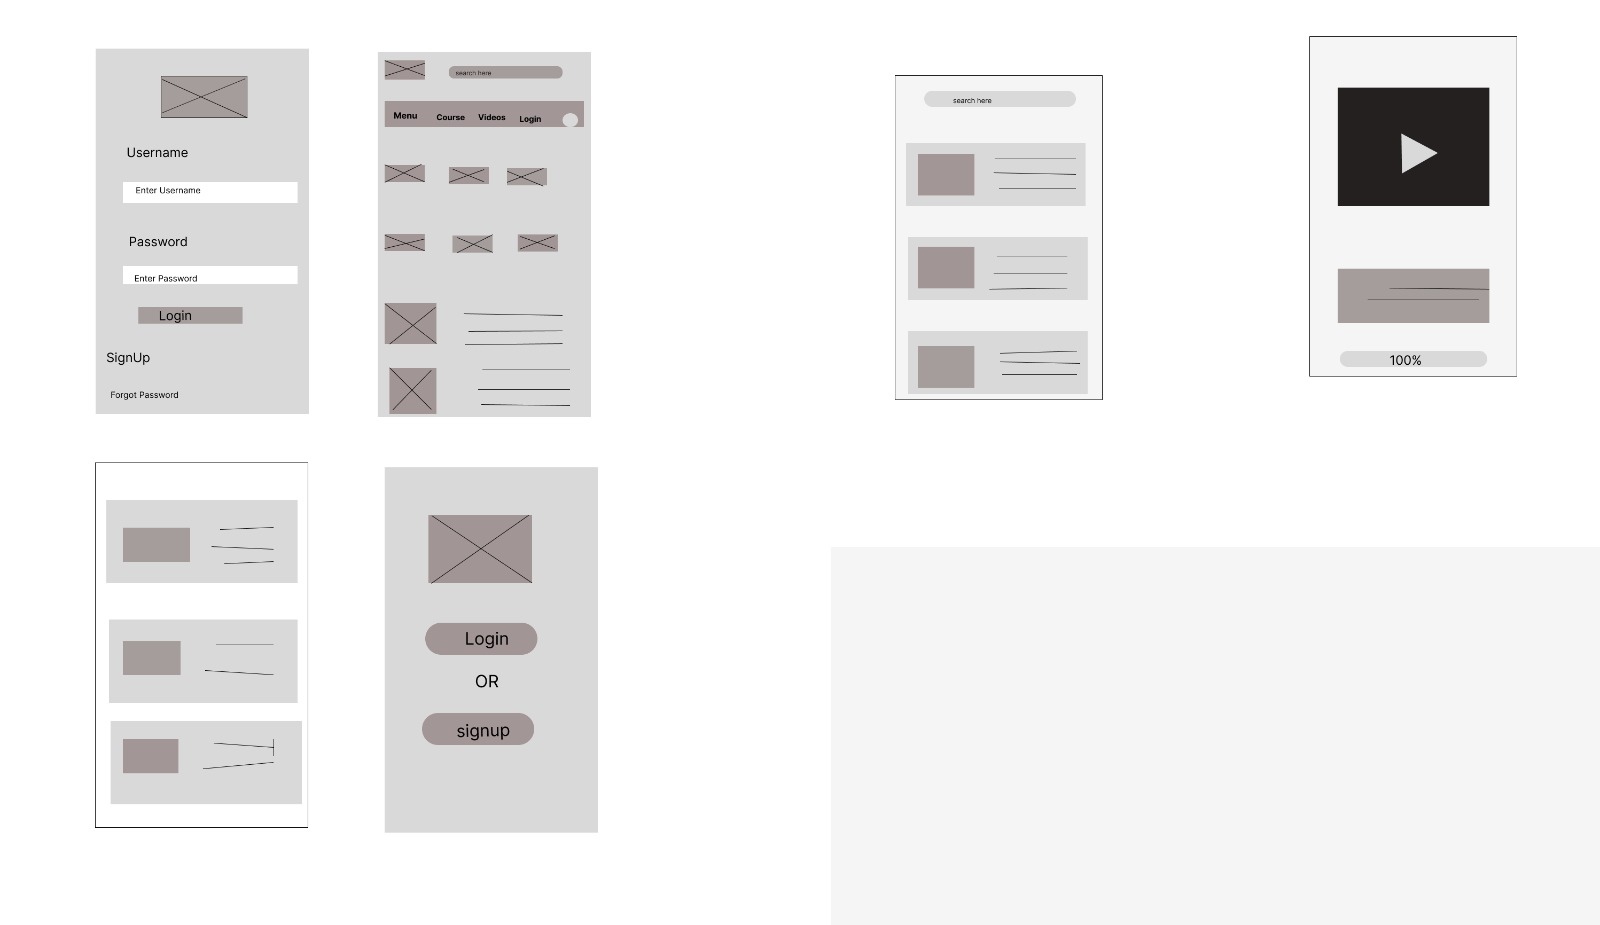 Username
Enter Username
Password
Enter Password
Login
SignUp
Forgot Password
search here
Menu Course Videos Login
search here
100%
Login
OR
signup